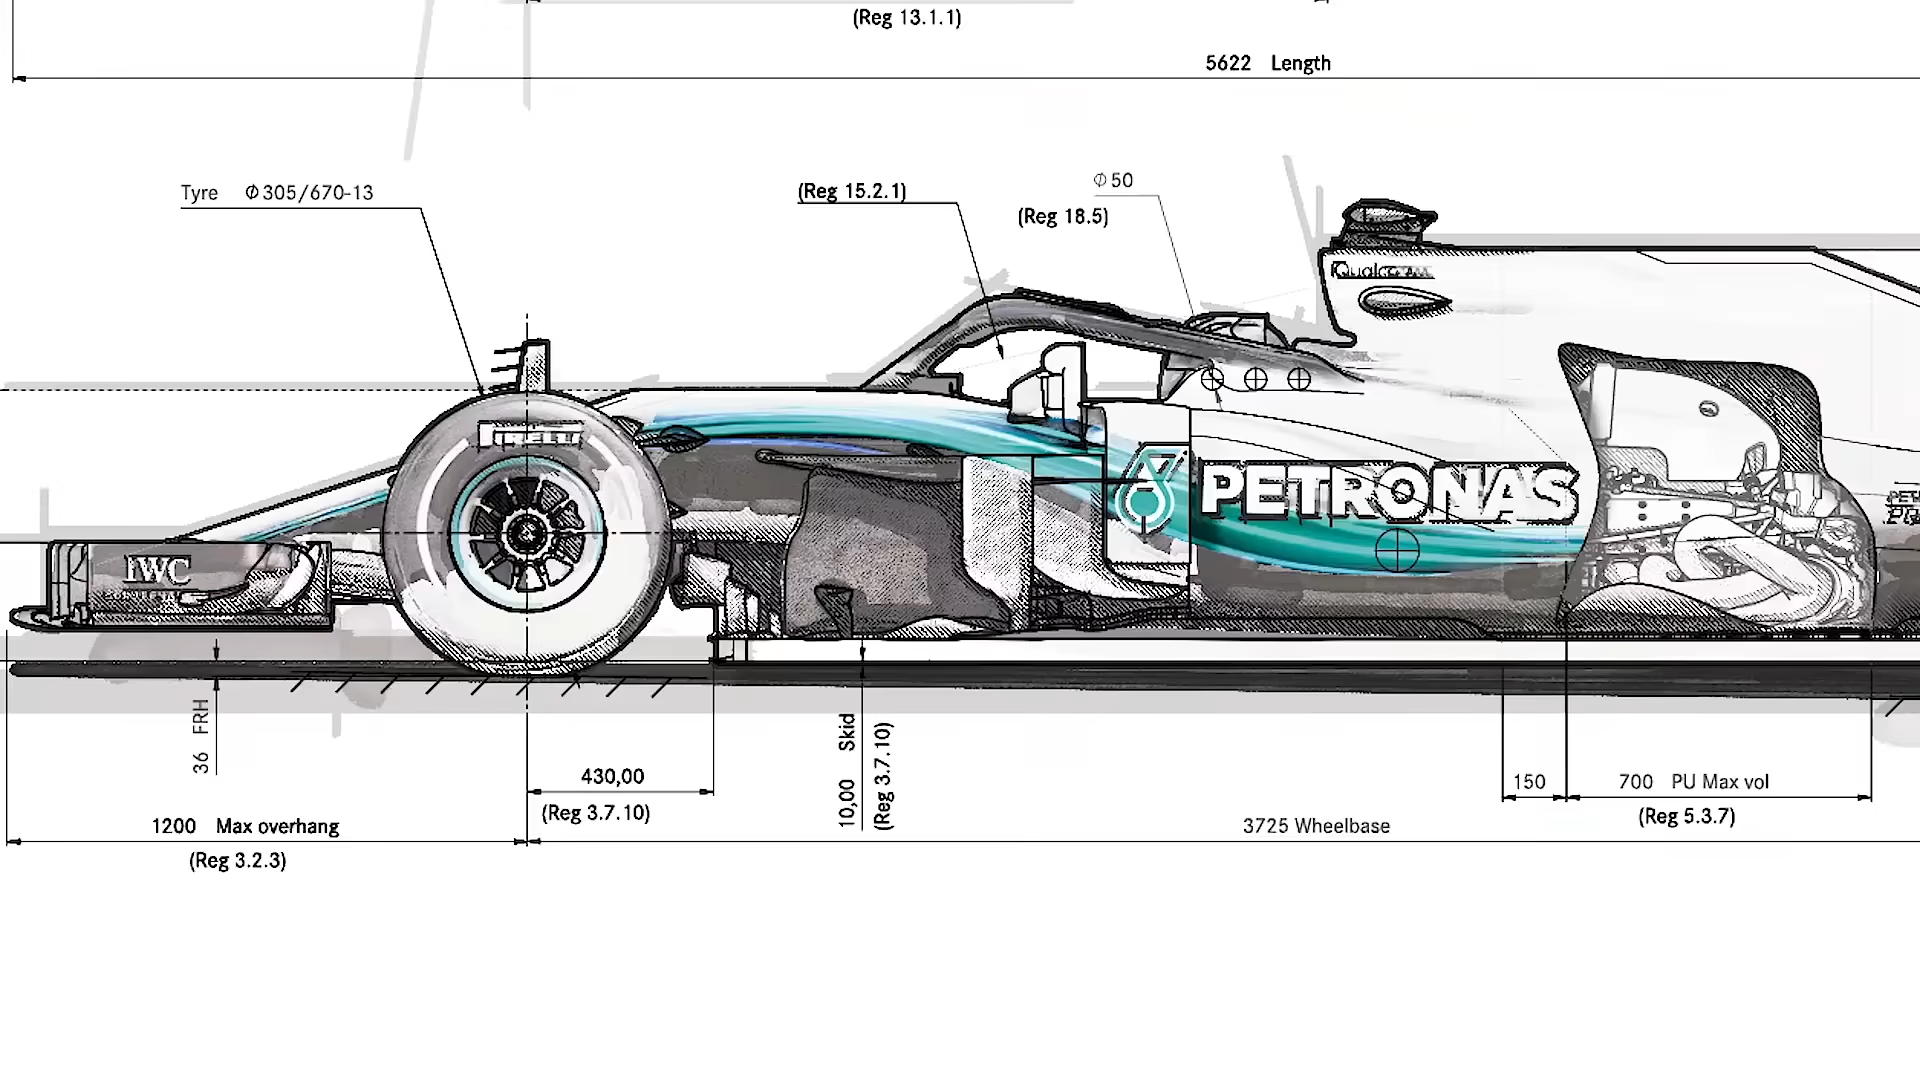 (Reg 13.1.1)
5622 Length
Tyre Φ305/670-13
(Reg 15.2.1)
Φ50
(Reg 18.5)
Qualcomm
PIRELLI
PETRONAS
IWC
36 FRH
10,00 Skid
(Reg 3.7.10)
430,00
(Reg 3.7.10)
150
700 PU Max vol
(Reg 5.3.7)
1200 Max overhang
(Reg 3.2.3)
3725 Wheelbase